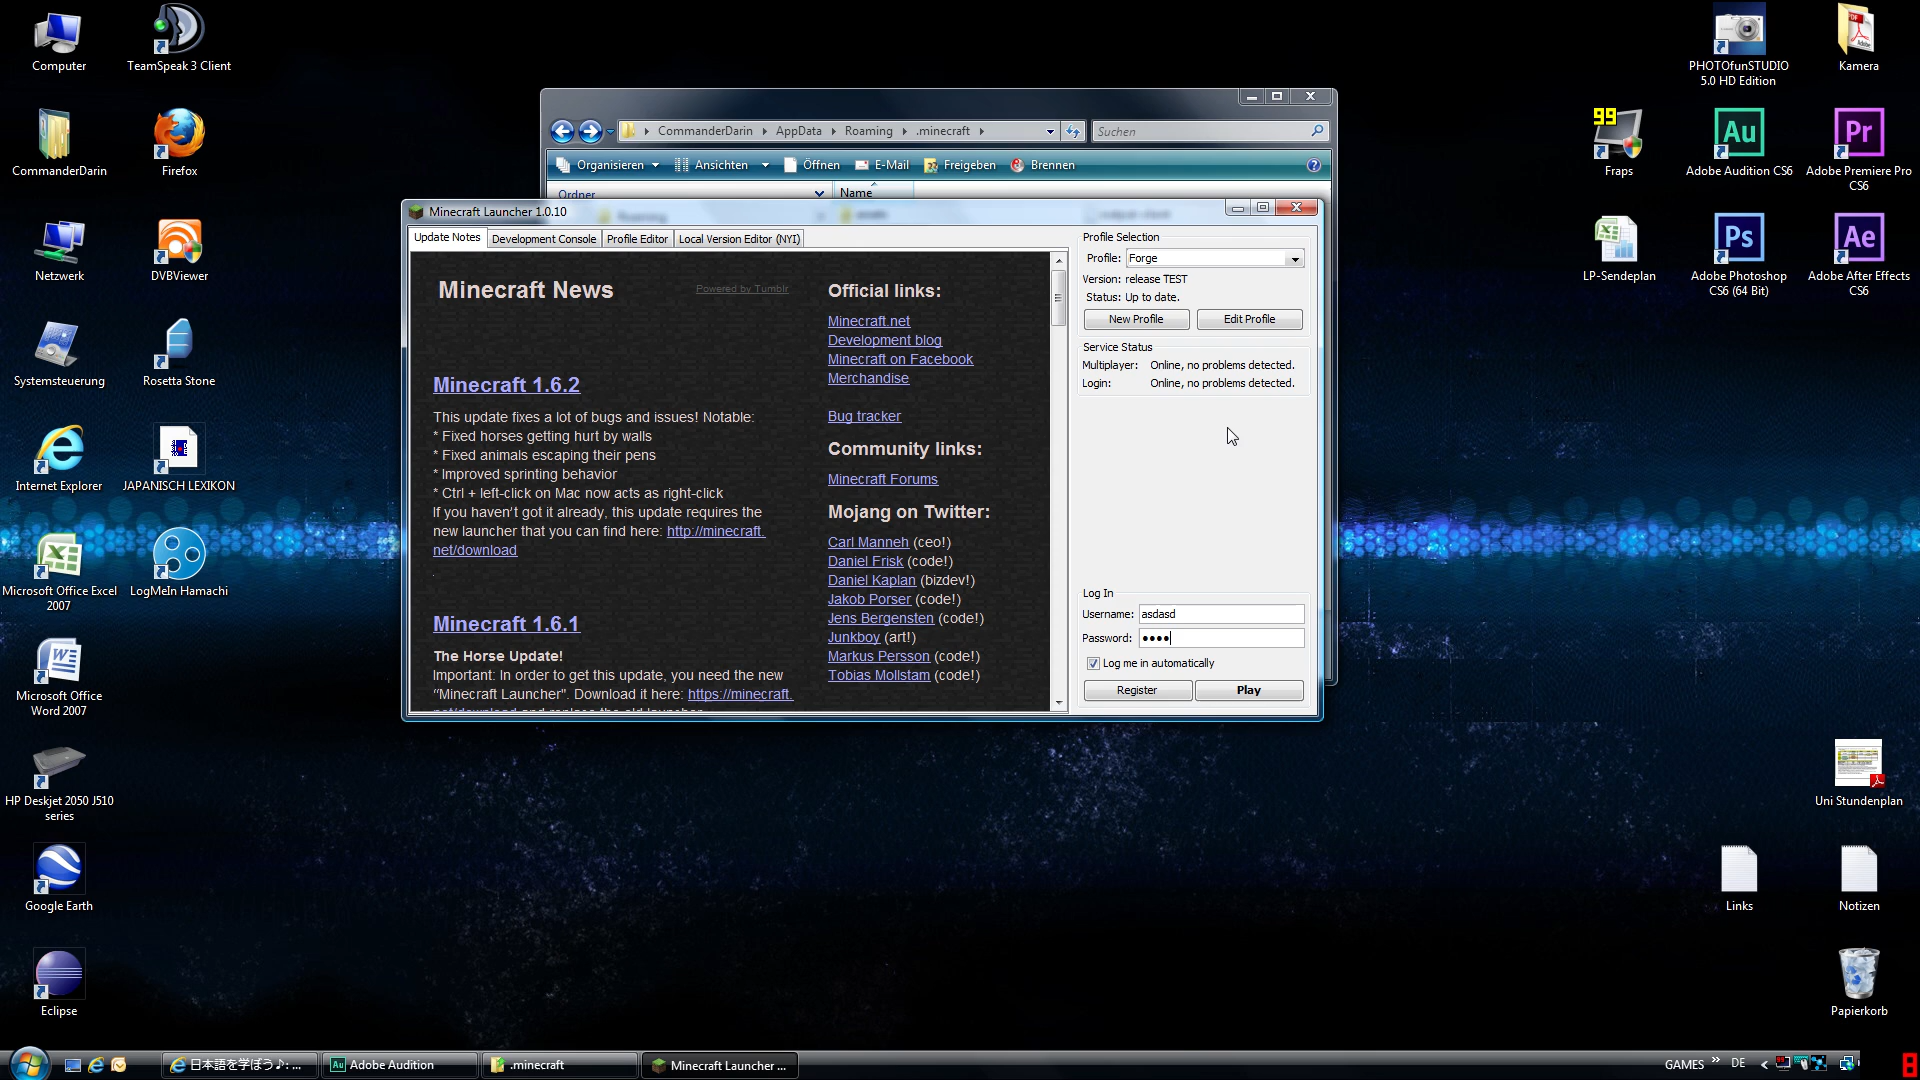 Computer
TeamSpeak 3 Client
CommanderDarin
Firefox
Netzwerk
DVBViewer
Systemsteuerung
Rosetta Stone
Internet Explorer
JAPANISCH LEXIKON
Microsoft Office Excel
2007
LogMeIn Hamachi
Microsoft Office
Word 2007
HP Deskjet 2050 J510
series
Google Earth
Eclipse
CommanderDarin
AppData
Roaming
.minecraft
Suchen
Organisieren
Ansichten
Öffnen
E-Mail
Freigeben
Brennen
Ordner
Name
Minecraft Launcher 1.0.10
Update Notes
Development Console
Profile Editor
Local Version Editor (NYI)
Minecraft News
Powered by Tumblr
Minecraft 1.6.2
This update fixes a lot of bugs and issues! Notable:
* Fixed horses getting hurt by walls
* Fixed animals escaping their pens
* Improved sprinting behavior
* Ctrl + left-click on Mac now acts as right-click
If you haven't got it already, this update requires the
new launcher that you can find here: http://minecraft.
net/download
Minecraft 1.6.1
The Horse Update!
Important: In order to get this update, you need the new
"Minecraft Launcher". Download it here: https://minecraft.
Official links:
Minecraft.net
Development blog
Minecraft on Facebook
Merchandise
Bug tracker
Community links:
Minecraft Forums
Mojang on Twitter:
Carl Manneh (ceo!)
Daniel Frisk (code!)
Daniel Kaplan (bizdev!)
Jakob Porser (code!)
Jens Bergensten (code!)
Junkboy (art!)
Markus Persson (code!)
Tobias Mollstam (code!)
Profile Selection
Profile: Forge
Version: release TEST
Status: Up to date.
New Profile
Edit Profile
Service Status
Multiplayer: Online, no problems detected.
Login: Online, no problems detected.
Log In
Username: asdasd
Password: ●●●●
Log me in automatically
Register
Play
PHOTOfunSTUDIO
5.0 HD Edition
Kamera
99
Fraps
Au
Adobe Audition CS6
Pr
Adobe Premiere Pro
CS6
LP-Sendeplan
Ps
Adobe Photoshop
CS6 (64 Bit)
Ae
Adobe After Effects
CS6
Uni Stundenplan
Links
Notizen
Papierkorb
日本語を学ぼう♪: ...
Au Adobe Audition
.minecraft
Minecraft Launcher ...
GAMES
DE
8